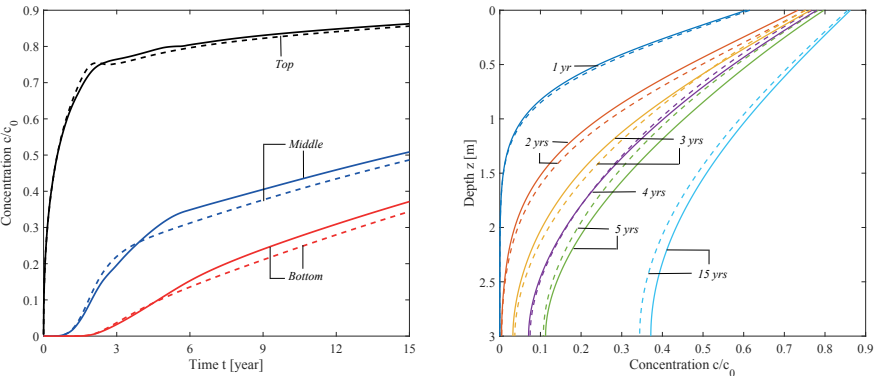 0.9
0.8
0.7
0.6
0.5
0.4
0.3
0.2
0.1
0
Concentration c/c0
Top
Middle
Bottom
0 3 6 9 12 15
Time t [year]
0
0.5
1
1.5
2
2.5
3
Depth z [m]
1 yr
2 yrs
3 yrs
4 yrs
5 yrs
15 yrs
0 0.1 0.2 0.3 0.4 0.5 0.6 0.7 0.8 0.9
Concentration c/c0